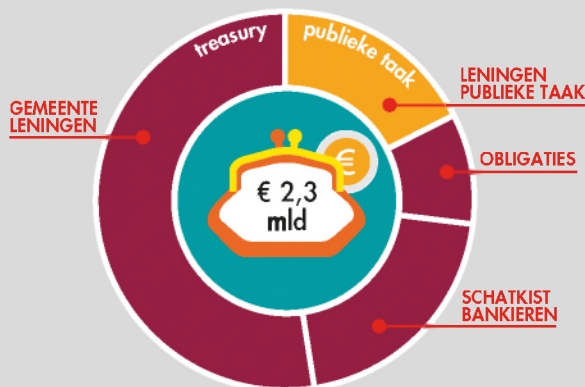 treasury
publieke taak
GEMEENTE
LENINGEN
LENINGEN
PUBLIEKE TAAK
OBLIGATIES
€
€ 2,3
mld
SCHATKIST
BANKIEREN